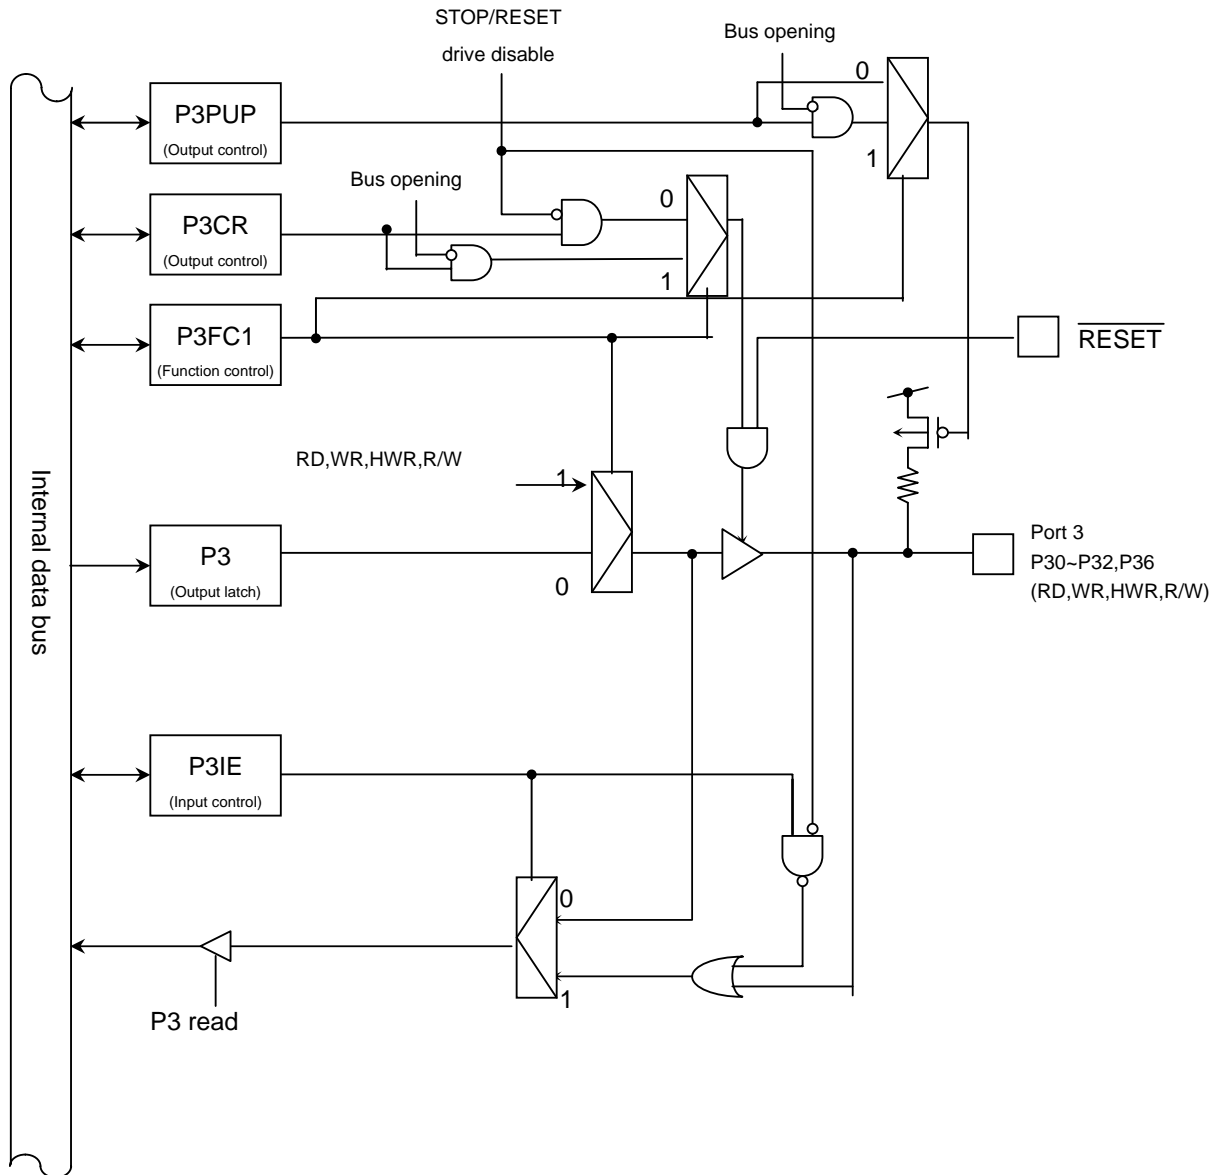 STOP/RESET
drive disable
Bus opening
0
1
P3PUP
(Output control)
Bus opening
0
1
P3CR
(Output control)
P3FC1
(Function control)
RESET
RD,WR,HWR,R/W
1
0
Internal data bus
P3
(Output latch)
Port 3
P30~P32,P36
(RD,WR,HWR,R/W)
P3IE
(Input control)
0
1
P3 read